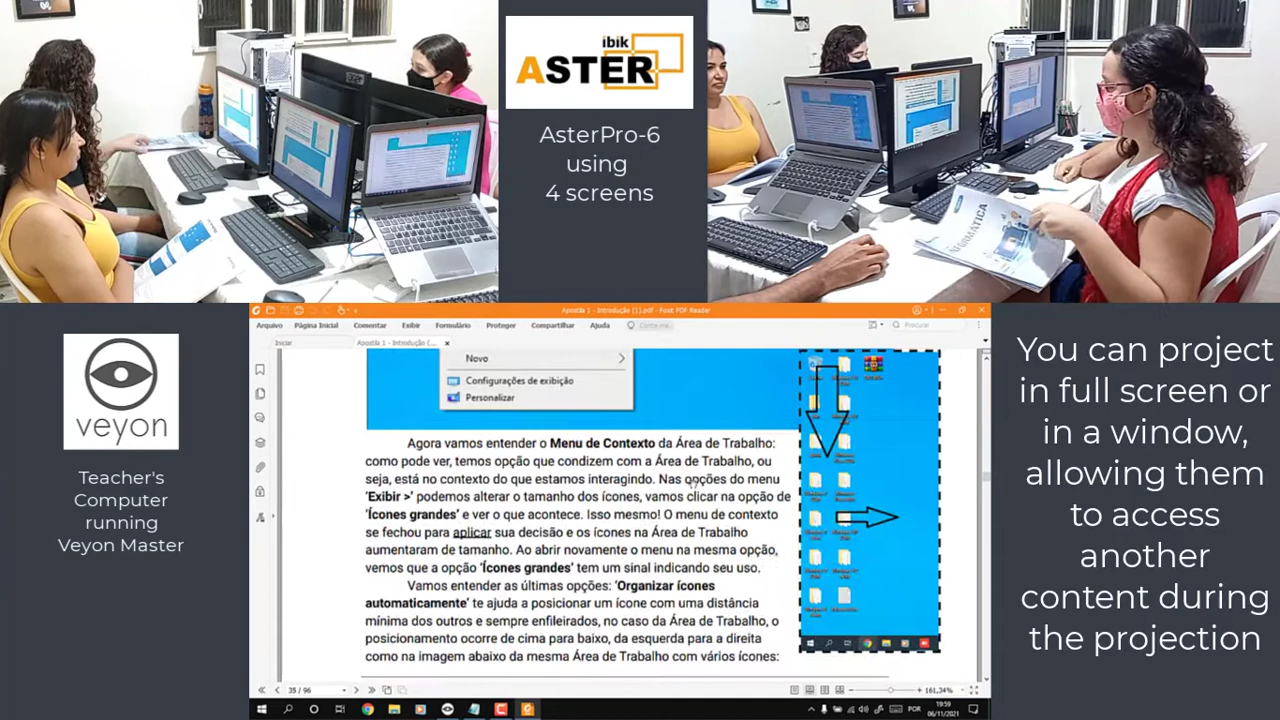 ibik
ASTER
AsterPro-6
using
4 screens
INFORMÁTICA
veyon
Teacher's
Computer
running
Veyon Master
Apostila 1 - Introdução (1).pdf - Foxit PDF Reader
Arquivo Página Inicial Comentar Exibir Formulário Proteger Compartilhar Ajuda Procurar
Iniciar Apostila 1 - Introdução (...
Novo
Configurações de exibição
Personalizar
Agora vamos entender o Menu de Contexto da Área de Trabalho:
como pode ver, temos opção que condizem com a Área de Trabalho, ou
seja, está no contexto do que estamos interagindo. Nas opções do menu
'Exibir >' podemos alterar o tamanho dos ícones, vamos clicar na opção de
'Ícones grandes' e ver o que acontece. Isso mesmo! O menu de contexto
se fechou para aplicar sua decisão e os ícones na Área de Trabalho
aumentaram de tamanho. Ao abrir novamente o menu na mesma opção,
vemos que a opção 'Ícones grandes' tem um sinal indicando seu uso.
Vamos entender as últimas opções: 'Organizar ícones
automaticamente' te ajuda a posicionar um ícone com uma distância
mínima dos outros e sempre enfileirados, no caso da Área de Trabalho, o
posicionamento ocorre de cima para baixo, da esquerda para a direita
como na imagem abaixo da mesma Área de Trabalho com vários ícones:
35 / 96
161,34%
POR
19:59
06/11/2021
You can project
in full screen or
in a window,
allowing them
to access
another
content during
the projection